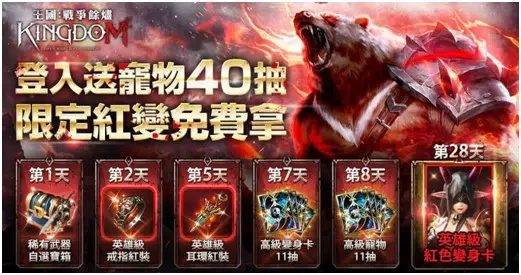 王國:戰爭餘燼
KINGDOM
登入送寵物40抽
限定紅變免費拿
第1天
稀有武器
自選寶箱
第2天
英雄級
戒指紅裝
第5天
英雄級
耳環紅裝
第7天
高級變身卡
11抽
第8天
高級寵物
11抽
第28天
英雄級
紅色變身卡